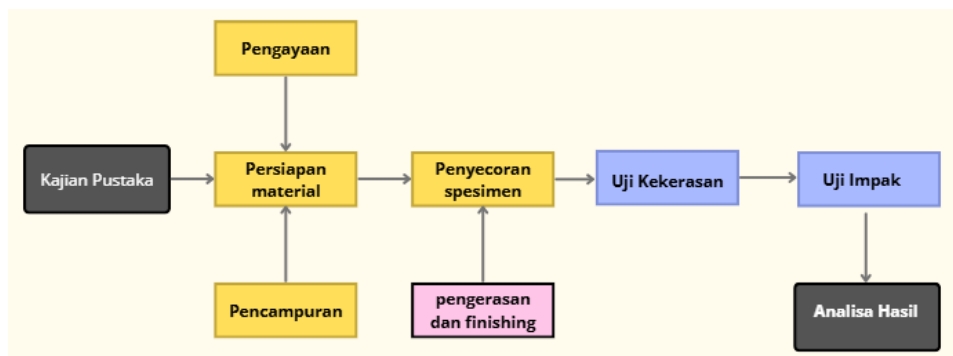 Pengayaan
Kajian Pustaka
Persiapan
material
Penyecoran
spesimen
Uji Kekerasan
Uji Impak
Pencampuran
pengerasan
dan finishing
Analisa Hasil